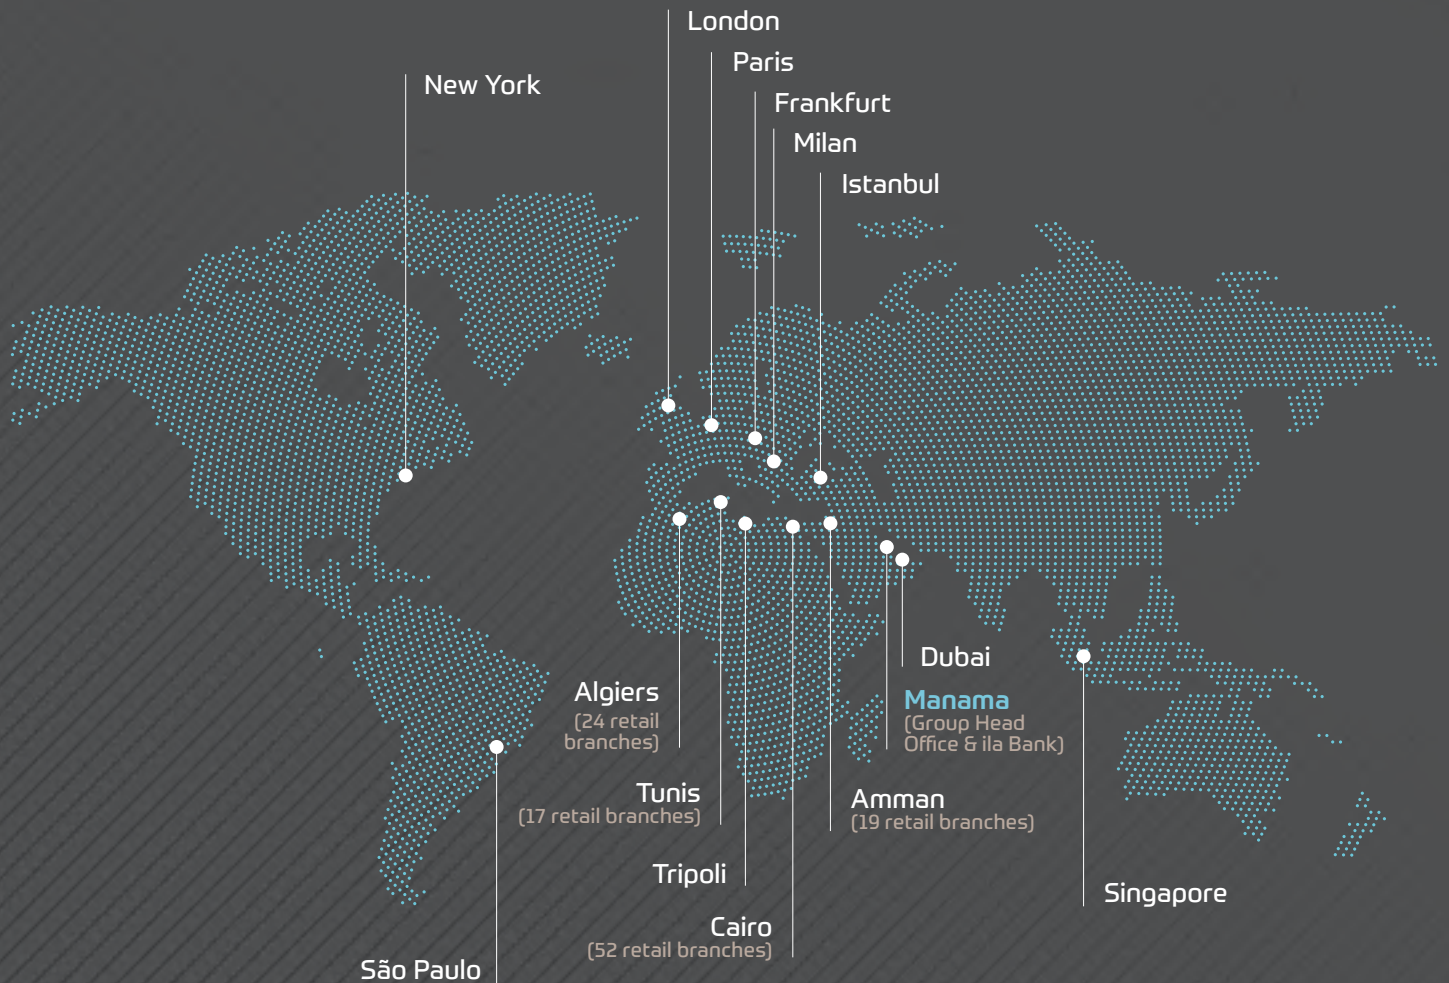 London
Paris
New York
Frankfurt
Milan
Istanbul
Dubai
Algiers
(24 retail
branches)
Manama
(Group Head
Office & ila Bank)
Tunis
(17 retail branches)
Amman
(19 retail branches)
Tripoli
Singapore
Cairo
(52 retail branches)
São Paulo